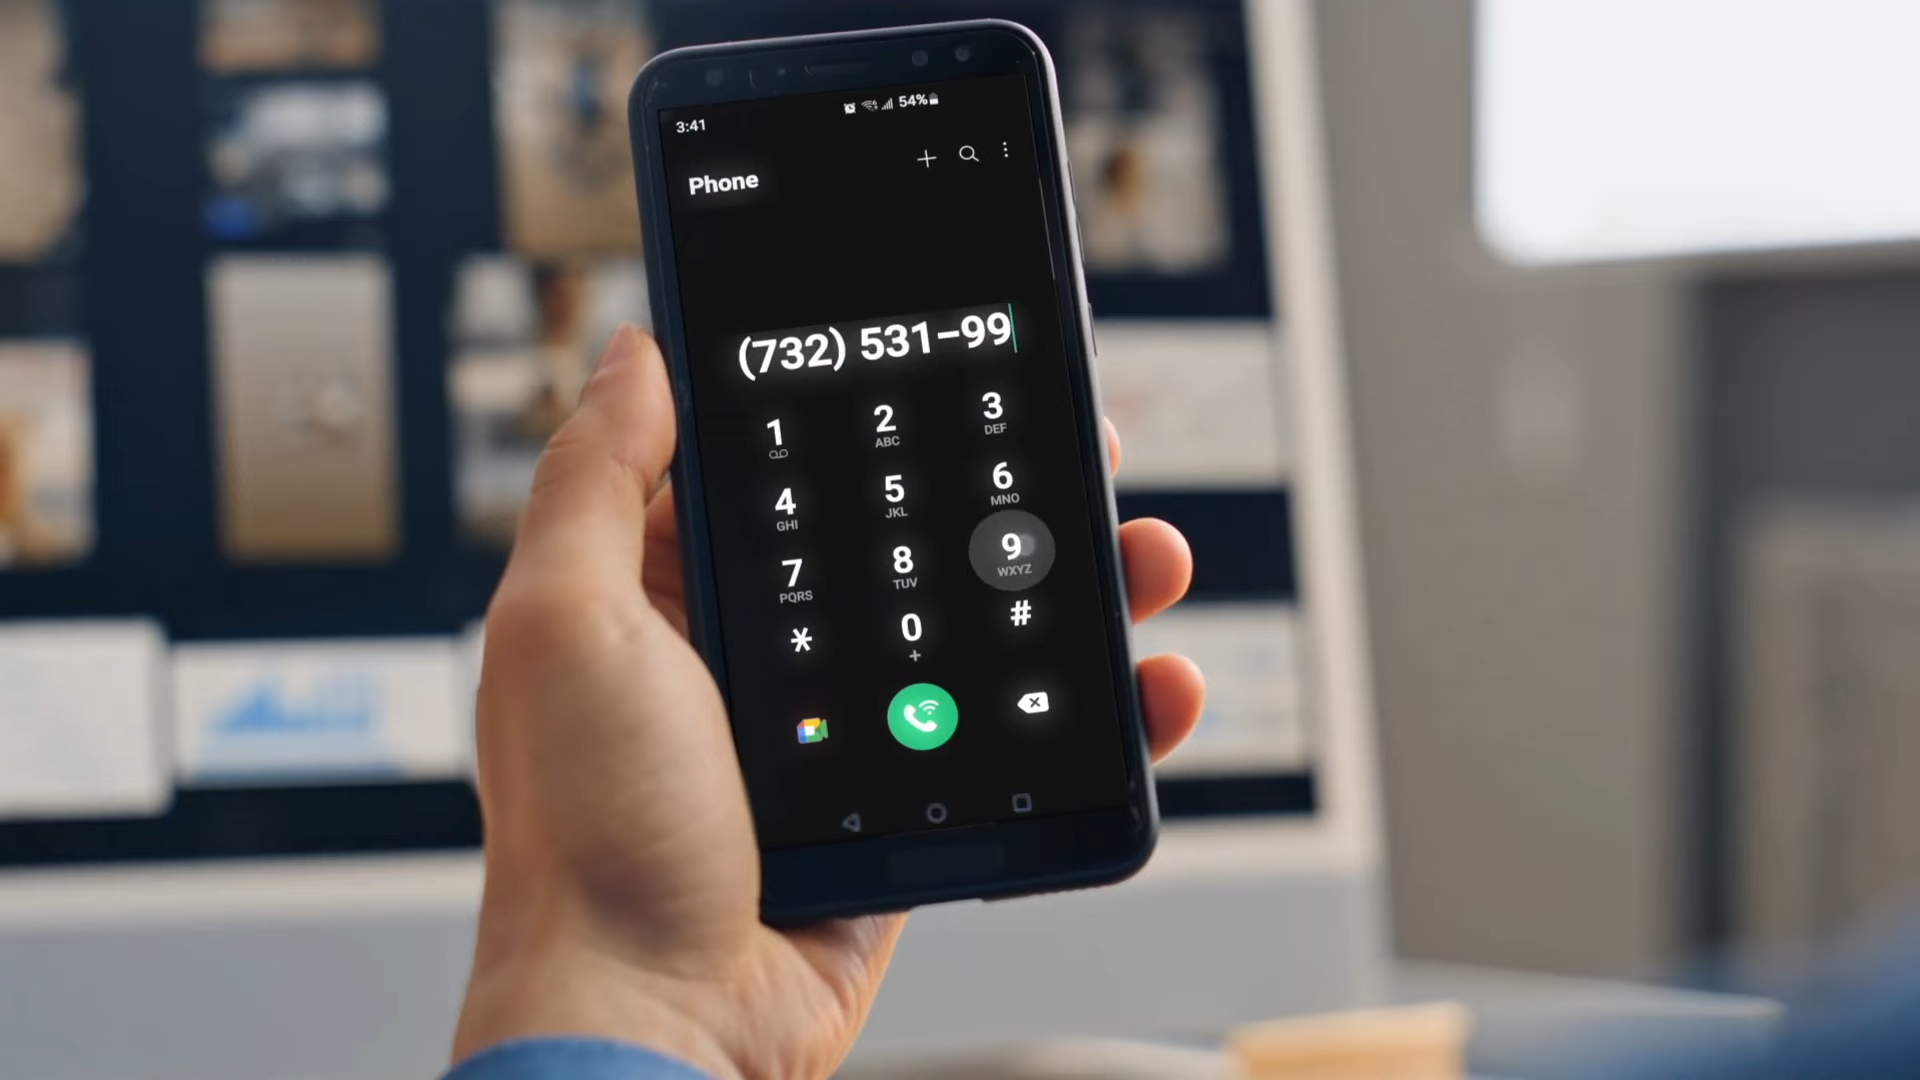 3:41 54%
Phone
(732) 531-99
1 2 3
ABC DEF
4 5 6
GHI JKL MNO
7 8 9
PQRS TUV WXYZ
* 0 #
+